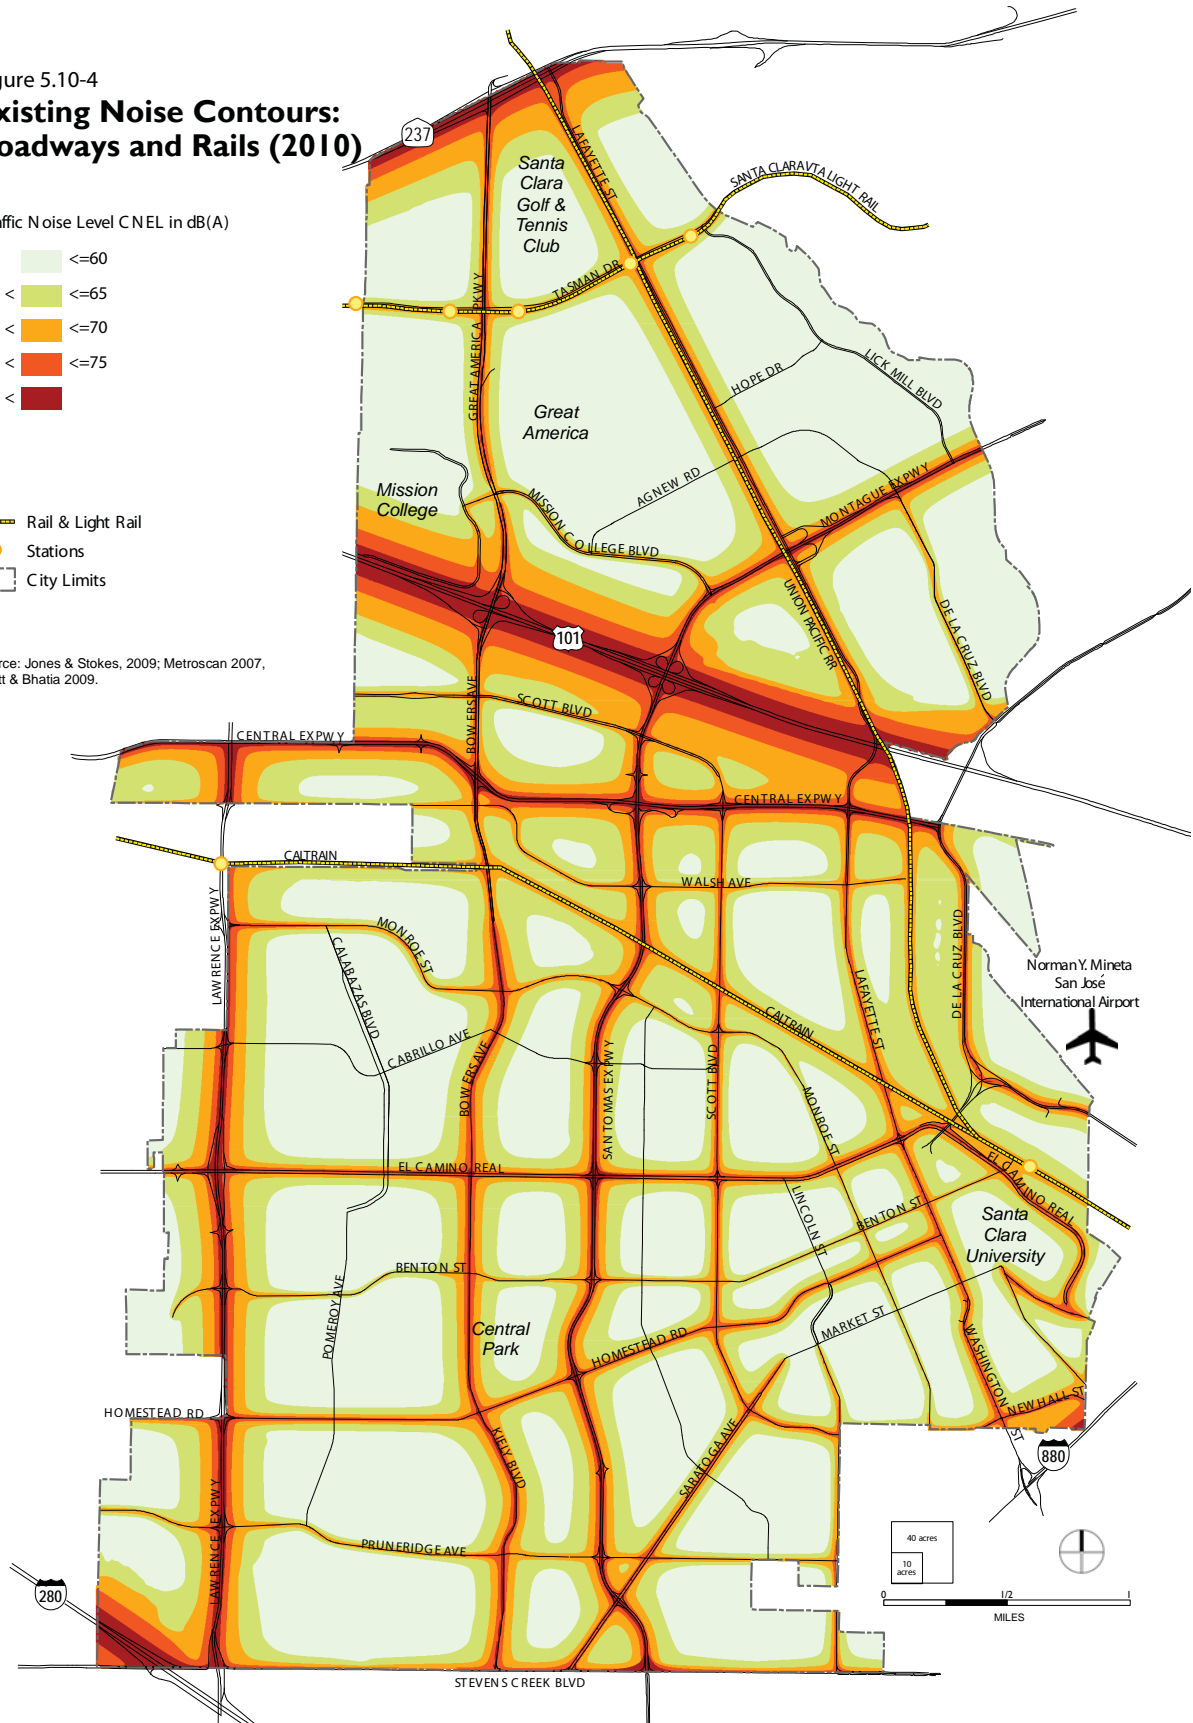 gure 5.10-4
xisting Noise Contours:
oadways and Rails (2010)
affic Noise Level CNEL in dB(A)
<=60
< <=65
< <=70
< <=75
<
Rail & Light Rail
Stations
City Limits
rce: Jones & Stokes, 2009; Metroscan 2007,
tt & Bhatia 2009.
237
LAFAYETTE ST
Santa
Clara
Golf &
Tennis
Club
SANTA CLARA VTA LIGHT RAIL
TASMAN DR
GREAT AMERICA PKWY
HOPE DR
LICK MILL BLVD
Great
America
Mission
College
AGNEW RD
MONTAGUE EXPWY
MISSION COLLEGE BLVD
UNION PACIFIC RR
DE LA CRUZ BLVD
101
BOWERS AVE
SCOTT BLVD
CENTRAL EXPWY
CENTRAL EXPWY
CALTRAIN
WALSH AVE
LAWRENCE EXPWY
MONROE ST
CALABAZAS BLVD
DE LA CRUZ BLVD
Norman Y. Mineta
San José
International Airport
LAFAYETTE ST
CALTRAIN
CABRILLO AVE
BOWERS AVE
SAN TOMAS EXPWY
SCOTT BLVD
MONROE ST
EL CAMINO REAL
EL CAMINO REAL
LINCOLN ST
BENTON ST
Santa
Clara
University
BENTON ST
POMEROY AVE
Central
Park
HOMESTEAD RD
MARKET ST
WASHINGTON ST
NEWHALL ST
HOMESTEAD RD
KIELY BLVD
SARATOGA AVE
880
LAWRENCE EXPWY
PRUNERIDGE AVE
40 acres
10
acres
280
0 1/2 1
MILES
STEVENS CREEK BLVD